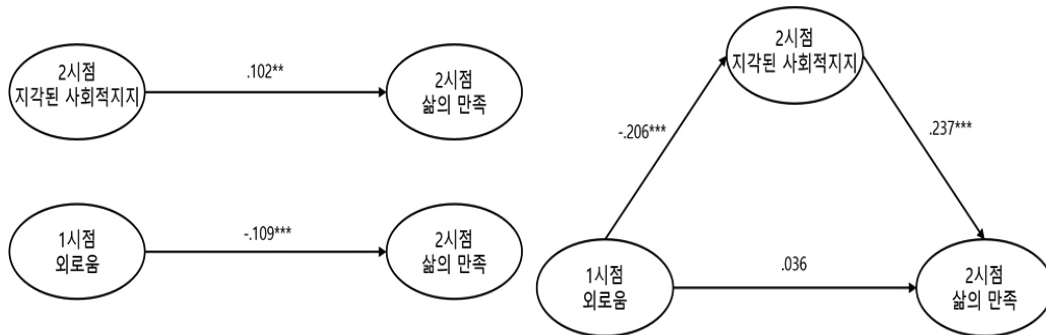 2시점
지각된 사회적지지
.102**
2시점
삶의 만족
1시점
외로움
-.109***
2시점
삶의 만족
2시점
지각된 사회적지지
-.206***
.237***
1시점
외로움
.036
2시점
삶의 만족